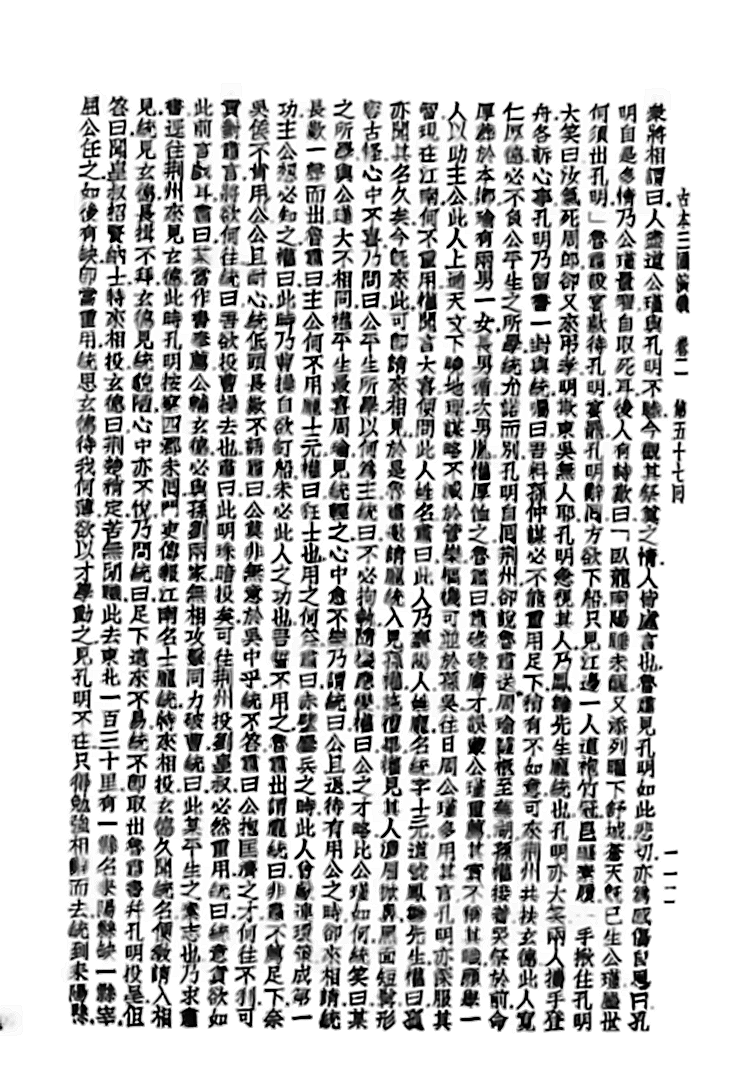 古本三國演義　卷二　第五十七回　一一二
衆將相謂曰人盡道公瑾與孔明不睦今觀其祭奠之情人皆虛言也魯肅見孔明如此悲切亦爲感傷自思曰孔
明自是多情乃公瑾量窄自取死耳後人有詩歎曰「臥龍南陽睡未醒又添列曜下舒城蒼天既已生公瑾塵世
何須出孔明」魯肅設宴款待孔明宴罷孔明辭回方欲下船只見江邊一人道袍竹冠皂縧素履一手揪住孔明
大笑曰汝氣死周郎卻又來弔孝明欺東吳無人耶孔明急視其人乃鳳雛先生龐統也孔明亦大笑兩人攜手登
舟各訴心事孔明乃留書一封與統囑曰吾料孫仲謀必不能重用足下稍有不如意可來荊州共扶玄德此人寬
仁厚德必不負公平生之所學統允諾而別孔明自回荊州卻說魯肅送周瑜靈柩至蕪湖孫權接着哭祭於前命
厚葬於本鄉瑜有兩男一女長男循次男胤權厚恤之魯肅曰肅碌碌庸才誤蒙公瑾重薦其實不稱其職願舉一
人以助主公此人上通天文下曉地理謀略不減於管樂樞機可並於孫吳往日周公瑾多用其言孔明亦深服其
智現在江南何不重用權聞言大喜便問此人姓名肅曰此人乃襄陽人姓龐名統字士元道號鳳雛先生權曰孤
亦聞其名久矣今既來此可卽請來相見於是魯肅邀請龐統入見孫權施禮畢權見其人濃眉掀鼻黑面短髯形
容古怪心中不喜乃問曰公平生所學以何爲主統曰不必拘執隨機應變權曰公之才略比公瑾如何統笑曰某
之所學與公瑾大不相同權平生最喜周瑜見統輕之心中愈不樂乃謂統曰公且退待有用公之時卻來相請統
長歎一聲而出魯肅曰主公何不用龐士元權曰狂士也用之何益肅曰赤壁鏖兵之時此人曾獻連環策成第一
功主公想必知之權曰此時乃曹操自欲釘船未必此人之功也吾誓不用之魯肅出謂龐統曰非肅不薦足下奈
吳侯不肯用公公且耐心統低頭長歎不語肅曰公莫非無意於吳中乎統不答肅曰公抱匡濟之才何往不利可
實對肅言將欲何往統曰吾欲投曹操去也肅曰此明珠暗投矣可往荊州投劉皇叔必然重用統曰統意實欲如
此前言戲耳肅曰某當作書奉薦公輔玄德必與孫劉兩家無相攻擊同力破曹統曰此某平生之素志也乃求肅
書逕往荊州來見玄德此時孔明按察四郡未回門吏傳報江南名士龐統特來相投玄德久聞統名便敎請入相
見統見玄德長揖不拜玄德見統貌陋心中亦不悅乃問統曰足下遠來不易統不卽取出魯肅書幷孔明投呈但
答曰聞皇叔招賢納士特來相投玄德曰荊楚稍定苦無閒職此去東北一百三十里有一縣名耒陽縣缺一縣宰
屈公任之如後有缺卽當重用統思玄德待我何薄欲以才學動之見孔明不在只得勉強相辭而去統到耒陽縣